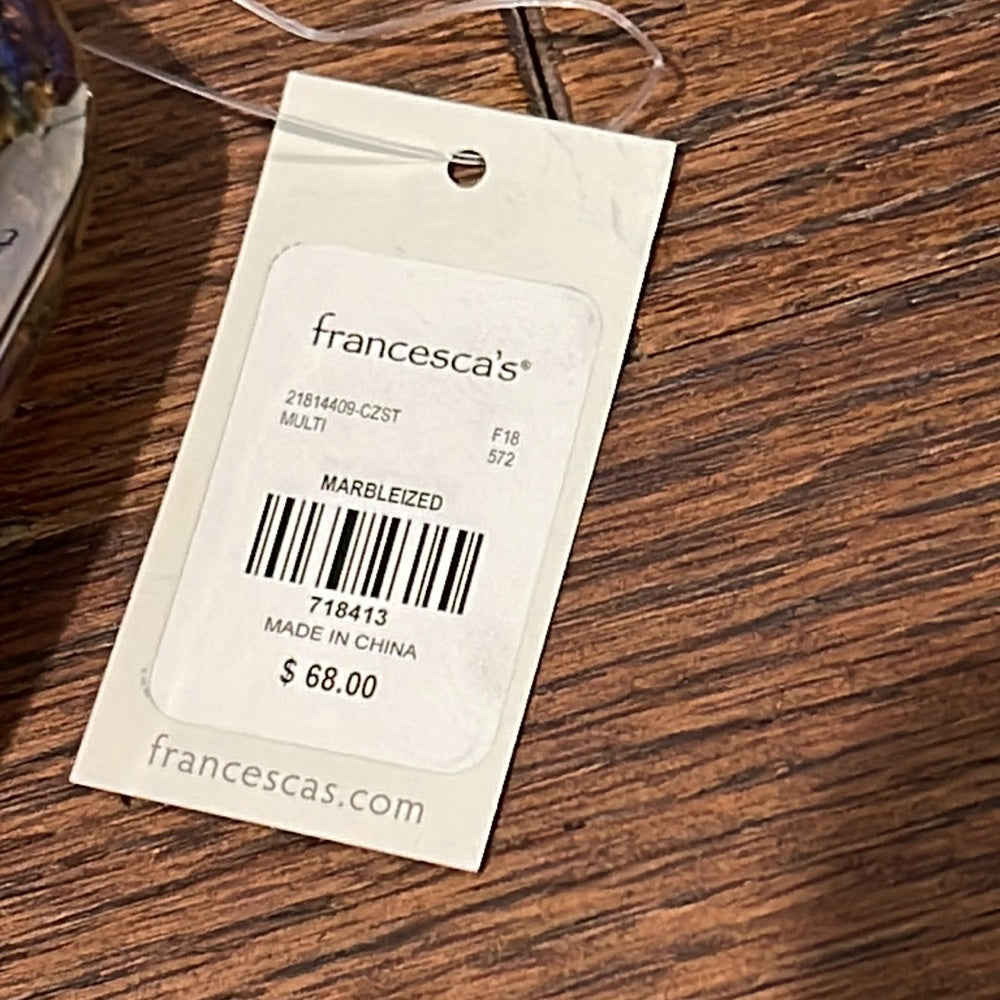 francesca's®
21814409-CZST
MULTI
F18
572
MARBLEIZED
718413
MADE IN CHINA
$ 68.00
francescas.com